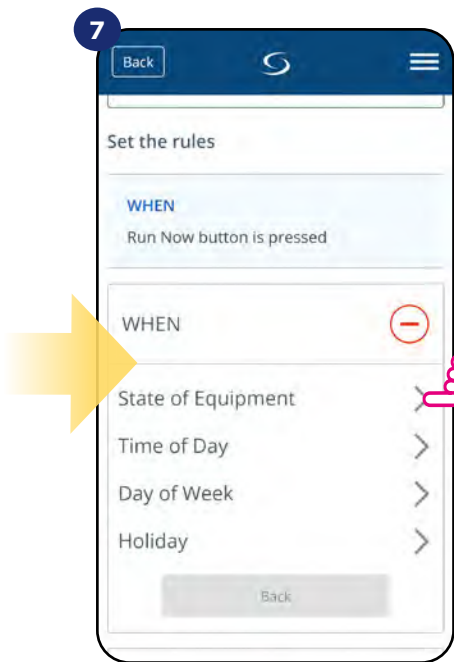 7
Back
Set the rules
WHEN
Run Now button is pressed
WHEN
State of Equipment
Time of Day
Day of Week
Holiday
Back